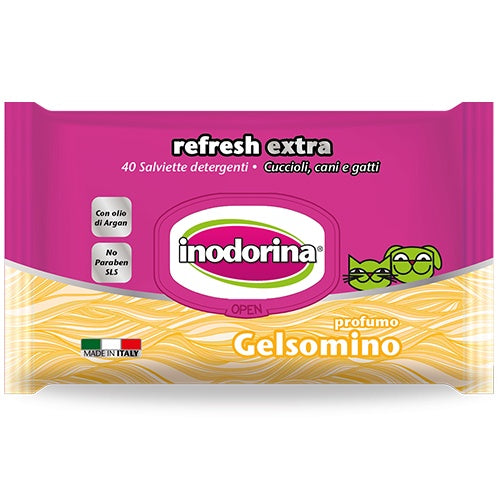 refresh extra
40 Salviette detergenti • Cuccioli, cani e gatti
Con olio
di Argan
No
Paraben
SLS
inodorina®
OPEN
profumo
Gelsomino
MADE IN ITALY